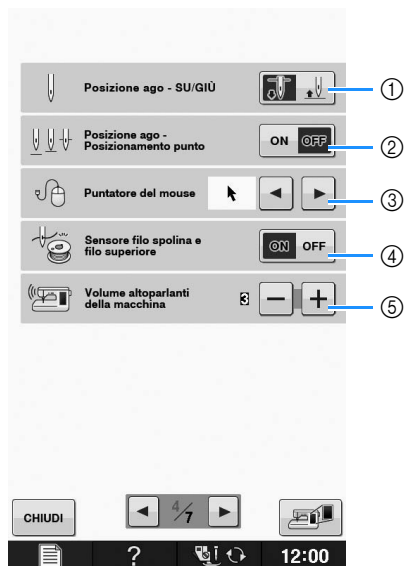 Posizione ago - SU/GIÙ
①
Posizione ago -
Posizionamento punto
ON OFF
②
Puntatore del mouse
③
Sensore filo spolina e
filo superiore
ON OFF
④
Volume altoparlanti
della macchina
3
− +
⑤
CHIUDI
4/7
?
12:00